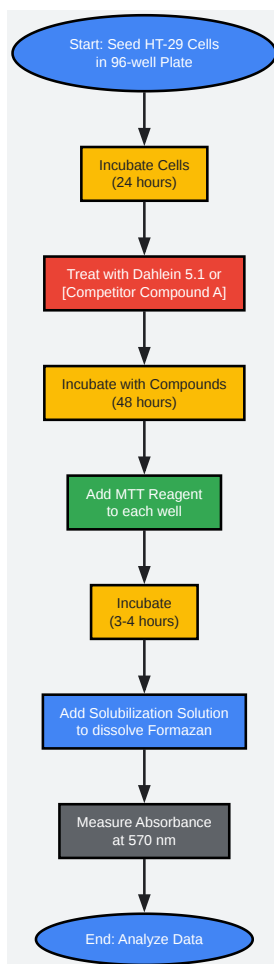 Start: Seed HT-29 Cells
in 96-well Plate
Incubate Cells
(24 hours)
Treat with Dahlein 5.1 or
[Competitor Compound A]
Incubate with Compounds
(48 hours)
Add MTT Reagent
to each well
Incubate
(3-4 hours)
Add Solubilization Solution
to dissolve Formazan
Measure Absorbance
at 570 nm
End: Analyze Data